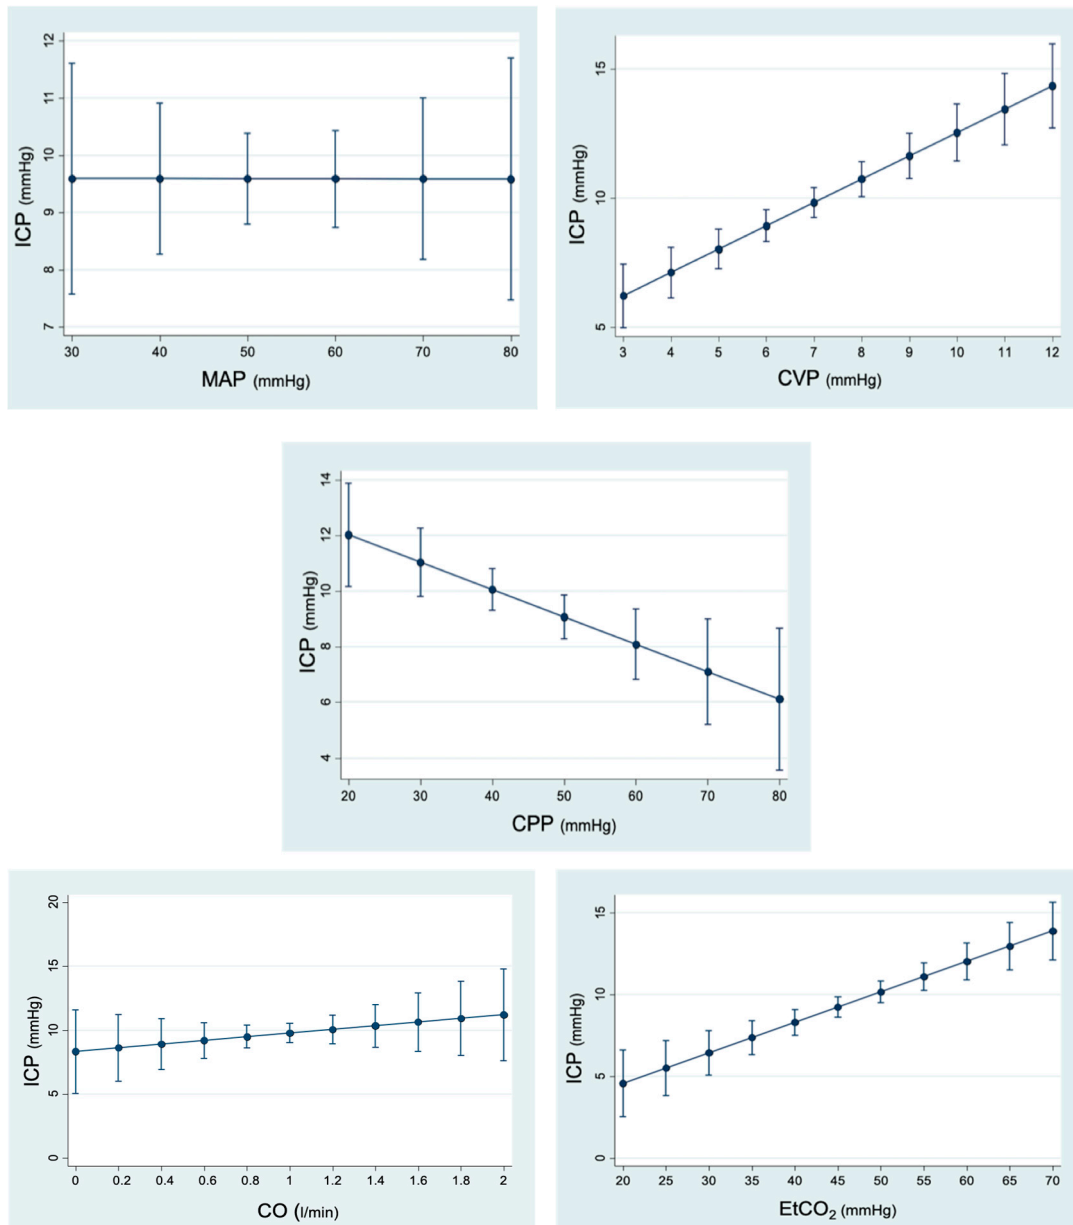 12
11
10
9
8
7
ICP (mmHg)
30 40 50 60 70 80
MAP (mmHg)
15
10
5
ICP (mmHg)
3 4 5 6 7 8 9 10 11 12
CVP (mmHg)
14
12
10
8
6
4
ICP (mmHg)
20 30 40 50 60 70 80
CPP (mmHg)
20
15
10
5
0
ICP (mmHg)
0 0.2 0.4 0.6 0.8 1 1.2 1.4 1.6 1.8 2
CO (l/min)
15
10
5
0
ICP (mmHg)
20 25 30 35 40 45 50 55 60 65 70
EtCO₂ (mmHg)